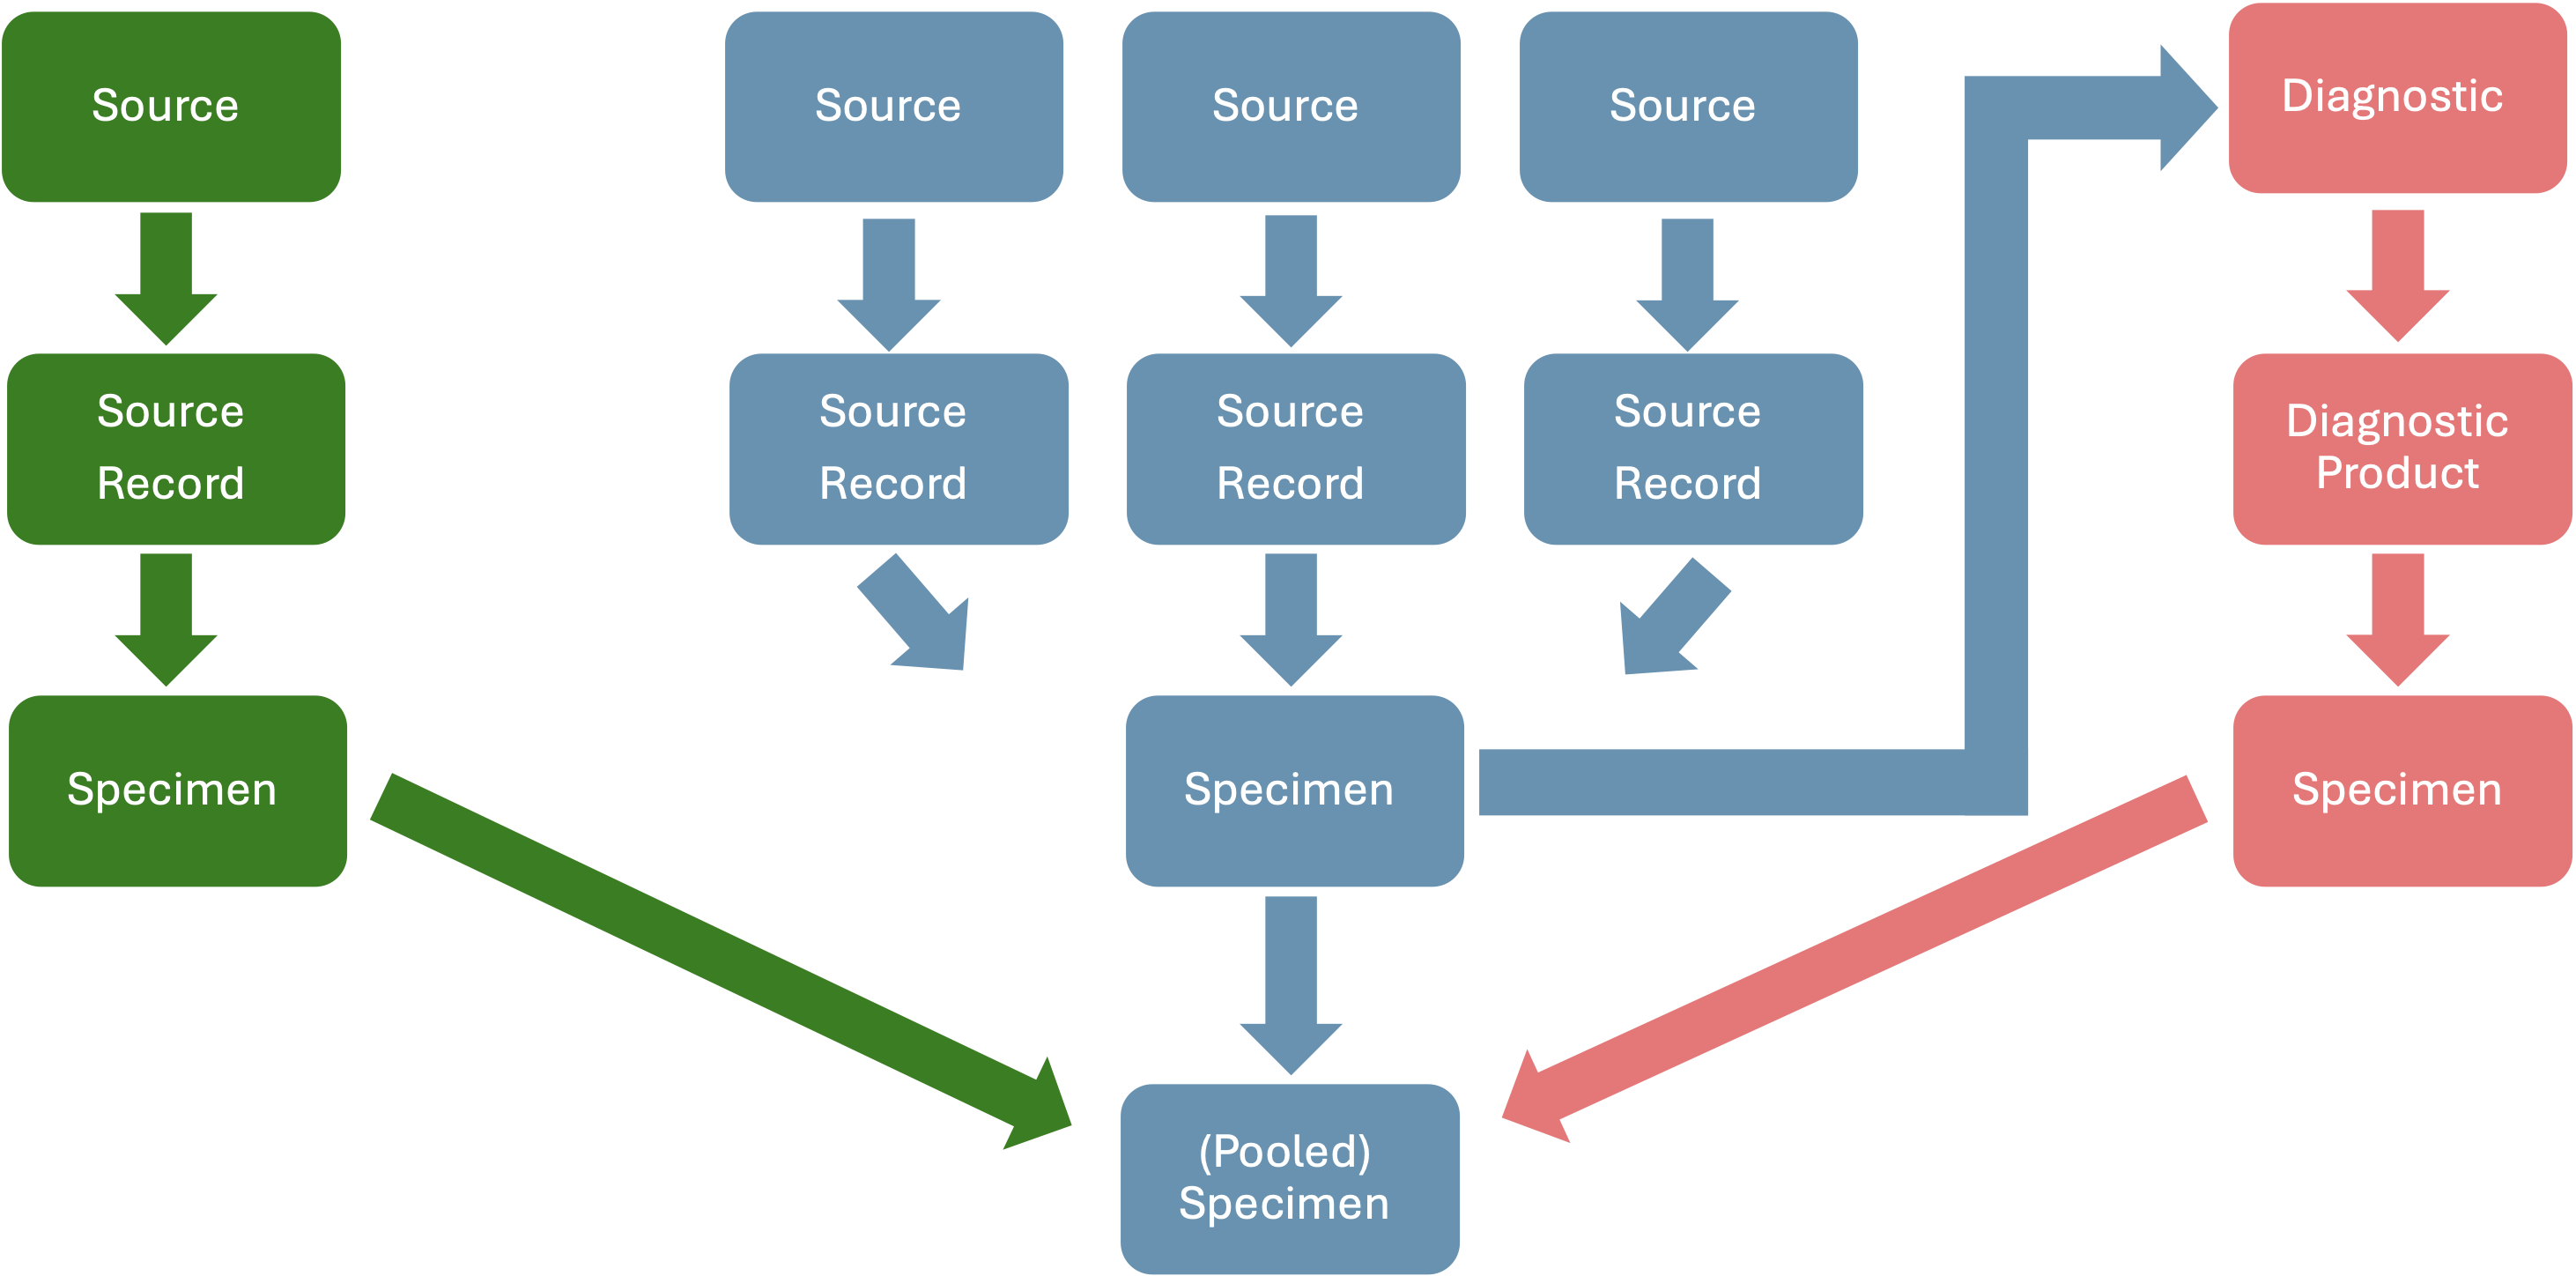 Source
Source
Source
Source
Diagnostic
Source
Record
Source
Record
Source
Record
Source
Record
Diagnostic
Product
Specimen
Specimen
Specimen
(Pooled)
Specimen